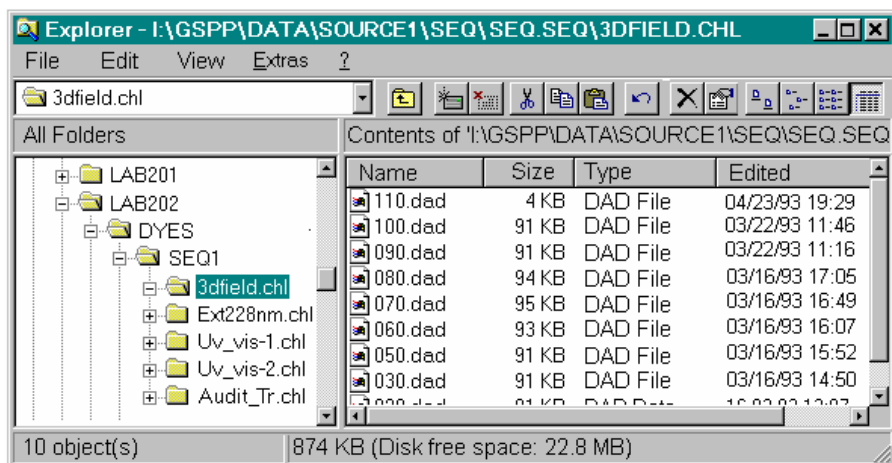 Explorer - I:\GSPP\DATA\SOURCE1\SEQ\SEQ.SEQ\3DFIELD.CHL
File Edit View Extras ?
3dfield.chl
All Folders
Contents of 'I:\GSPP\DATA\SOURCE1\SEQ\SEQ.SEQ
LAB201
LAB202
DYES
SEQ1
3dfield.chl
Ext228nm.chl
Uv_vis-1.chl
Uv_vis-2.chl
Audit_Tr.chl
Name Size Type Edited
110.dad 4 KB DAD File 04/23/93 19:29
100.dad 91 KB DAD File 03/22/93 11:46
090.dad 91 KB DAD File 03/22/93 11:16
080.dad 94 KB DAD File 03/16/93 17:05
070.dad 95 KB DAD File 03/16/93 16:49
060.dad 93 KB DAD File 03/16/93 16:07
050.dad 91 KB DAD File 03/16/93 15:52
030.dad 91 KB DAD File 03/16/93 14:50
10 object(s)
874 KB (Disk free space: 22.8 MB)